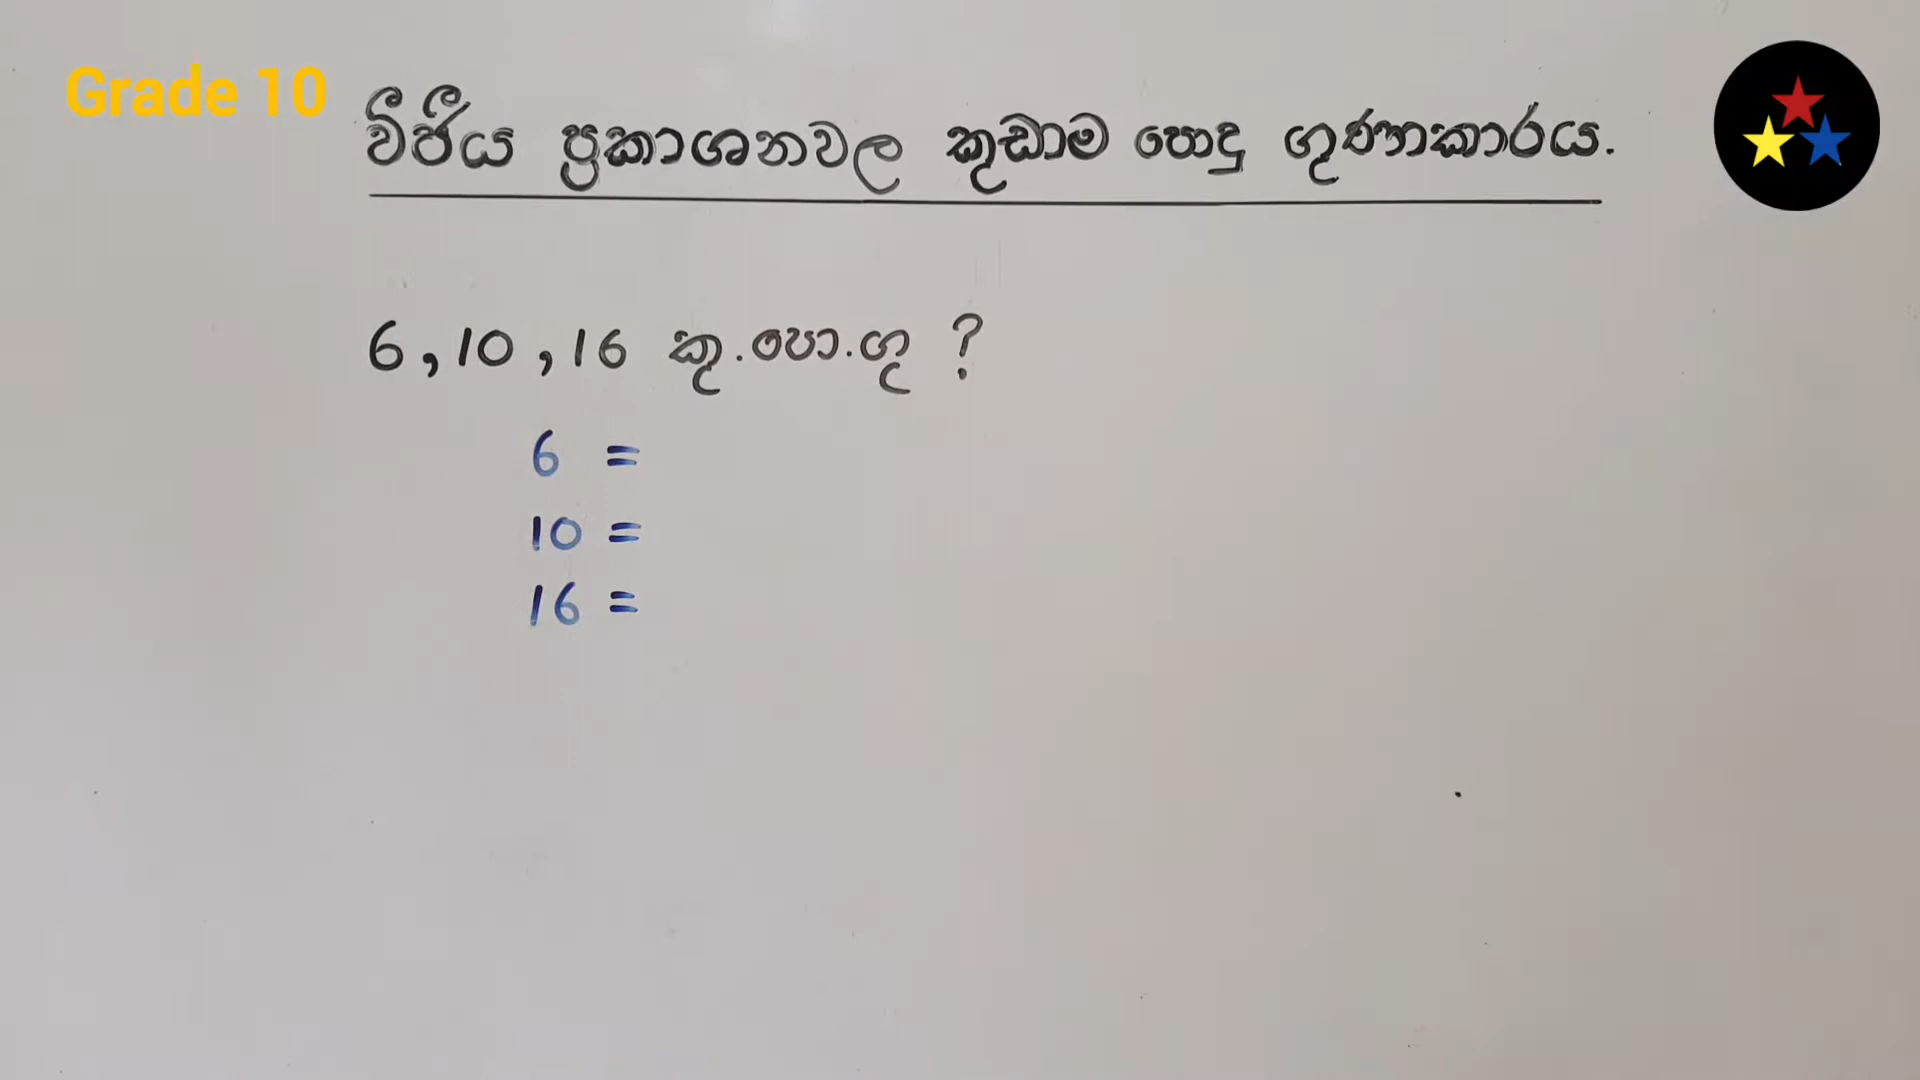 Grade 10
වීජීය ප්‍රකාශනවල කුඩාම පොදු ගුණාකාරය.
6, 10, 16 කු.පො.ගු ?
6 =
10 =
16 =